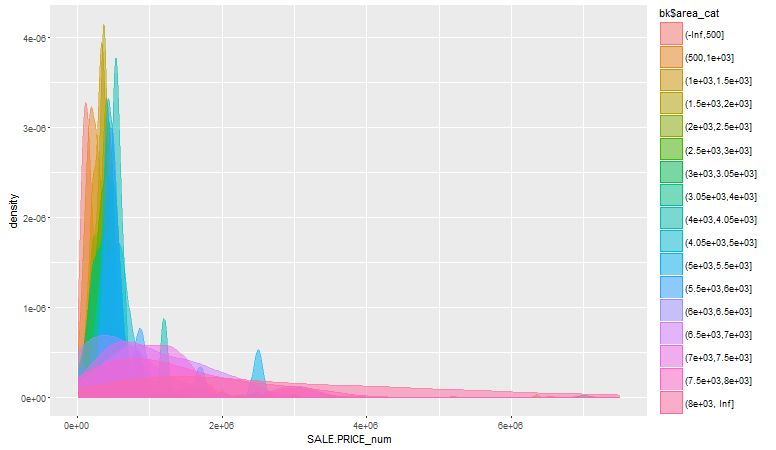 bk$area_cat
(-Inf,500]
(500,1e+03]
(1e+03,1.5e+03]
(1.5e+03,2e+03]
(2e+03,2.5e+03]
(2.5e+03,3e+03]
(3e+03,3.05e+03]
(3.05e+03,4e+03]
(4e+03,4.05e+03]
(4.05e+03,5e+03]
(5e+03,5.5e+03]
(5.5e+03,6e+03]
(6e+03,6.5e+03]
(6.5e+03,7e+03]
(7e+03,7.5e+03]
(7.5e+03,8e+03]
(8e+03, Inf]
density
4e-06
3e-06
2e-06
1e-06
0e+00
0e+00 2e+06 4e+06 6e+06
SALE.PRICE_num